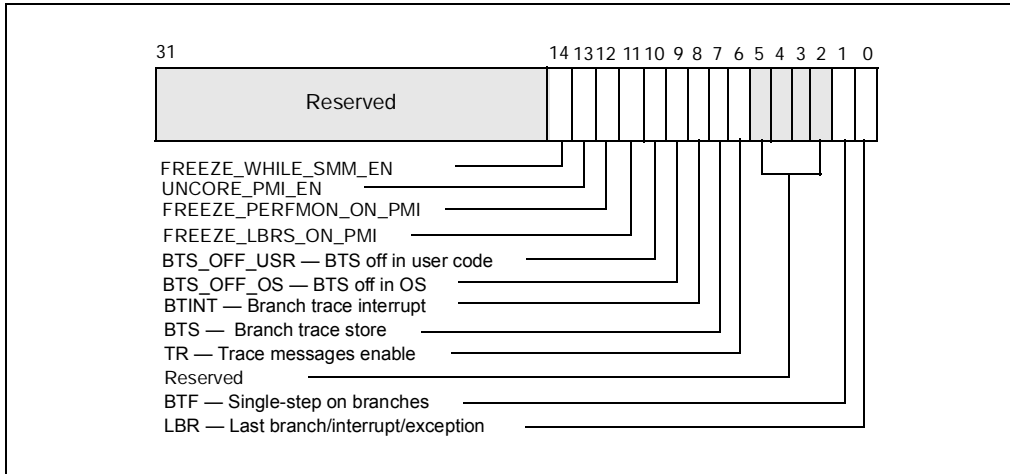 31 14 13 12 11 10 9 8 7 6 5 4 3 2 1 0
Reserved
FREEZE_WHILE_SMM_EN
UNCORE_PMI_EN
FREEZE_PERFMON_ON_PMI
FREEZE_LBRS_ON_PMI
BTS_OFF_USR — BTS off in user code
BTS_OFF_OS — BTS off in OS
BTINT — Branch trace interrupt
BTS — Branch trace store
TR — Trace messages enable
Reserved
BTF — Single-step on branches
LBR — Last branch/interrupt/exception